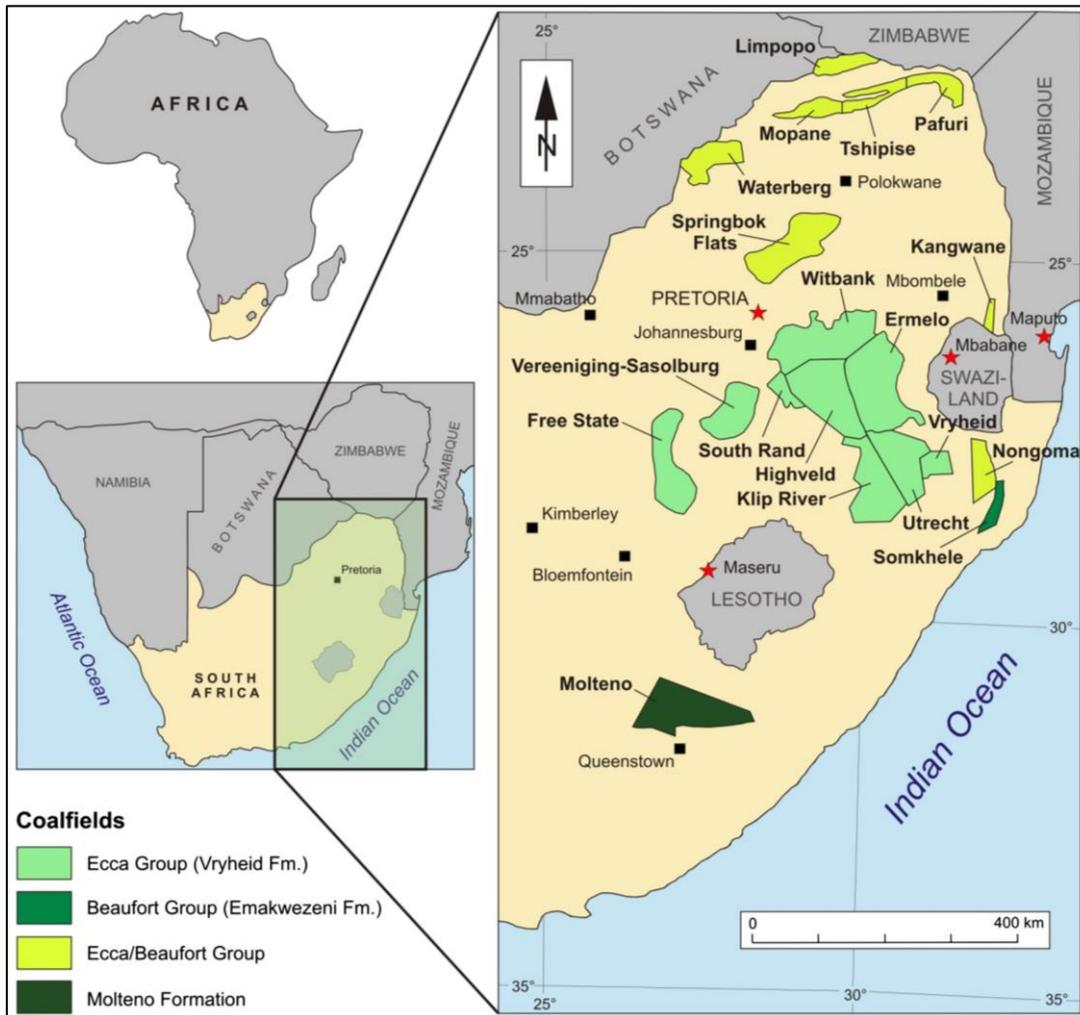 AFRICA
NAMIBIA
BOTSWANA
ZIMBABWE
MOZAMBIQUE
Pretoria
SOUTH
AFRICA
Atlantic Ocean
Indian Ocean
Coalfields
Ecca Group (Vryheid Fm.)
Beaufort Group (Emakwezeni Fm.)
Ecca/Beaufort Group
Molteno Formation
25°
N
Limpopo
ZIMBABWE
BOTSWANA
MOZAMBIQUE
Mopane
Tshipise
Pafuri
Waterberg
Polokwane
Springbok
Flats
Kangwane
25°
25°
Witbank
Mbombele
Mmabatho
PRETORIA
Ermelo
Maputo
Johannesburg
Mbabane
Vereeniging-Sasolburg
SWAZI-
LAND
Free State
Vryheid
South Rand
Nongoma
Highveld
Klip River
Kimberley
Utrecht
Somkhele
Bloemfontein
Maseru
LESOTHO
30°
Molteno
Queenstown
Indian Ocean
0
400 km
35°
25°
30°
35°